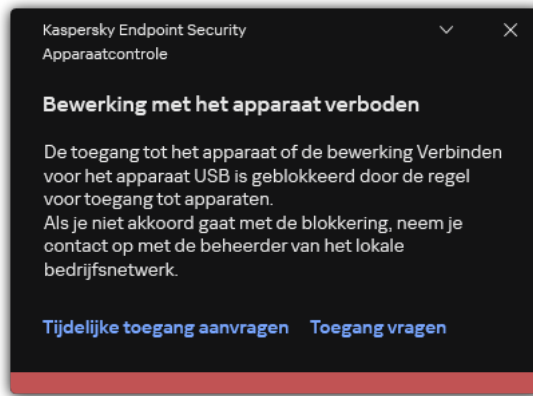 Kaspersky Endpoint Security
Apparaatcontrole
Bewerking met het apparaat verboden
De toegang tot het apparaat of de bewerking Verbinden
voor het apparaat USB is geblokkeerd door de regel
voor toegang tot apparaten.
Als je niet akkoord gaat met de blokkering, neem je
contact op met de beheerder van het lokale
bedrijfsnetwerk.
Tijdelijke toegang aanvragen Toegang vragen